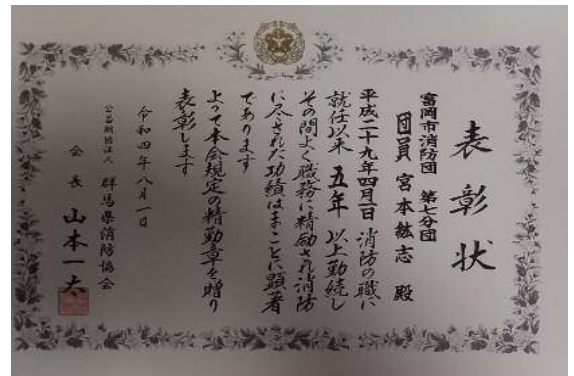 表彰状
富岡市消防団 第七分団
団員 宮本紘志 殿
平成二十九年四月一日 消防の職に
就任以来 五年 以上勤続し
その間よく職務に精励され消防
に尽された功績はまことに顕著
であります
よって本会規定の精勤章を贈り
表彰します
令和四年八月一日
公益財団法人 群馬県消防協会
会長 山本一太